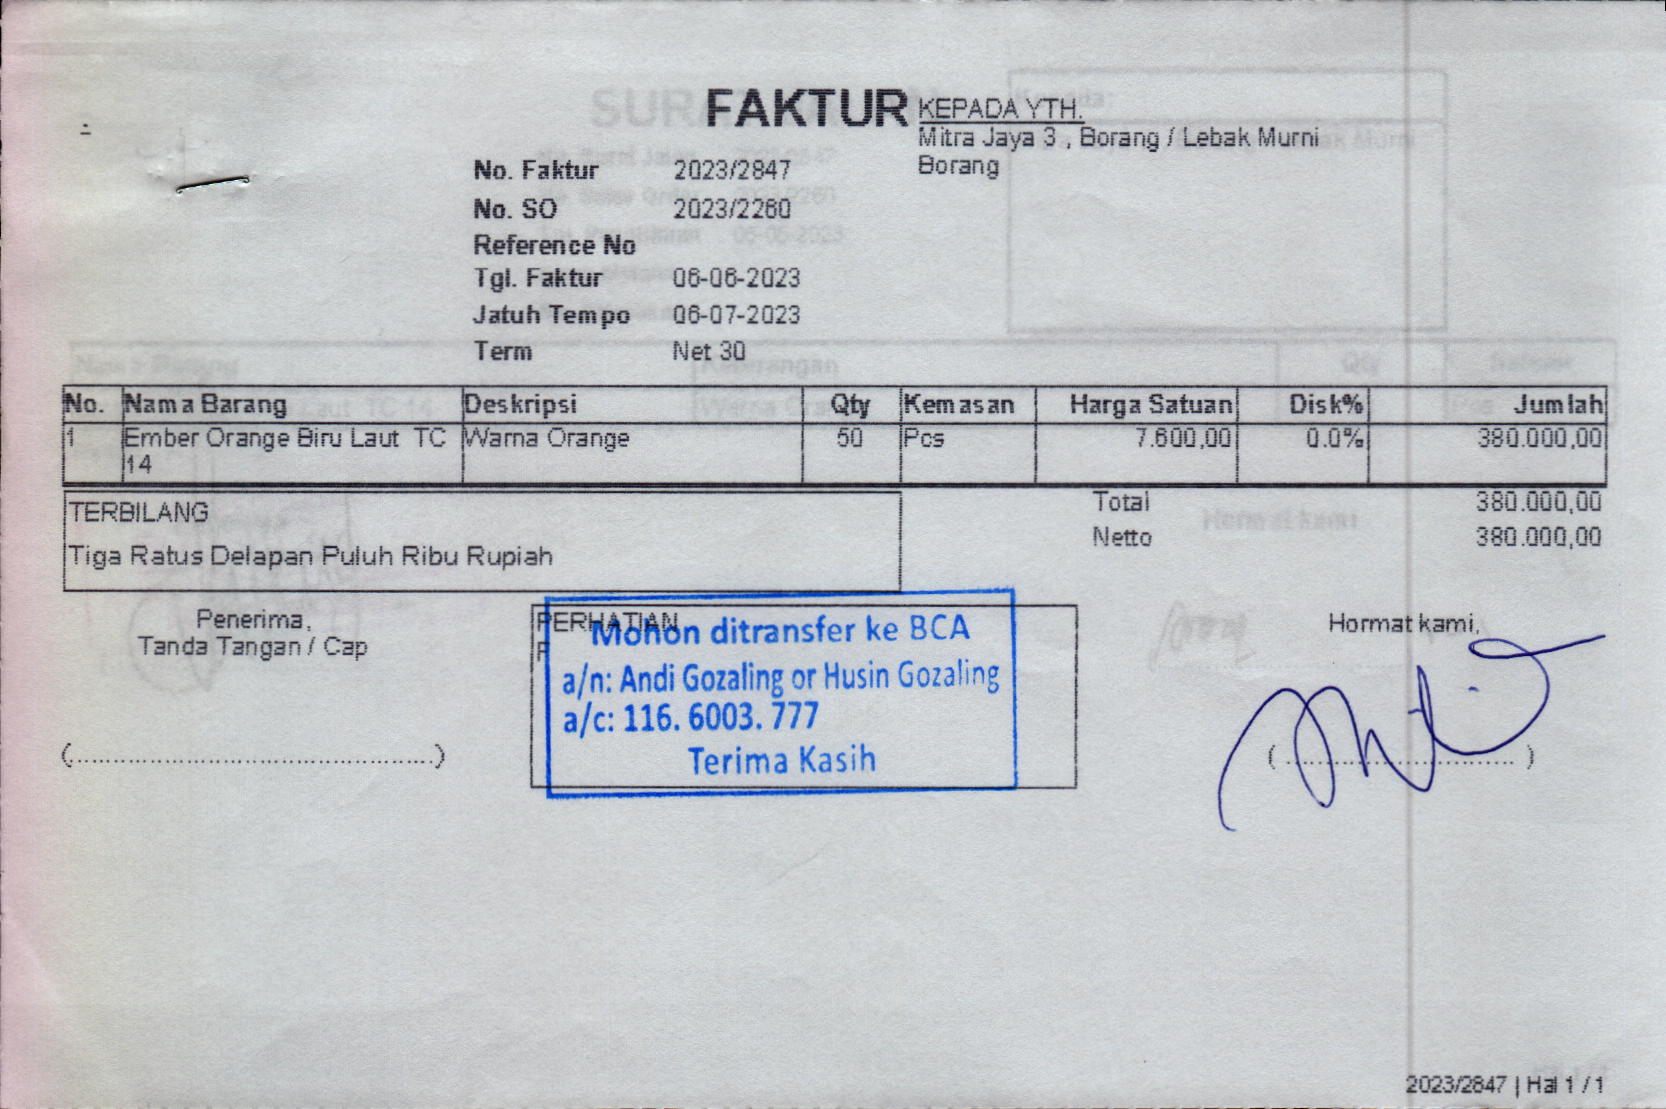 FAKTUR
KEPADA YTH.
Mitra Jaya 3 , Borang / Lebak Murni
Borang
No. Faktur 2023/2847
No. SO 2023/2260
Reference No
Tgl. Faktur 06-06-2023
Jatuh Tempo 06-07-2023
Term Net 30
No. Nama Barang Deskripsi Qty Kemasan Harga Satuan Disk% Jumlah
1 Ember Orange Biru Laut TC Warna Orange 50 Pcs 7.600,00 0.0% 380.000,00
14
TERBILANG
Tiga Ratus Delapan Puluh Ribu Rupiah
Total 380.000,00
Netto 380.000,00
Penerima,
Tanda Tangan / Cap
(................................................)
PERHATIAN
Mohon ditransfer ke BCA
a/n: Andi Gozaling or Husin Gozaling
a/c: 116. 6003. 777
Terima Kasih
Hormat kami,
(................................)
2023/2847 | Hal 1 / 1